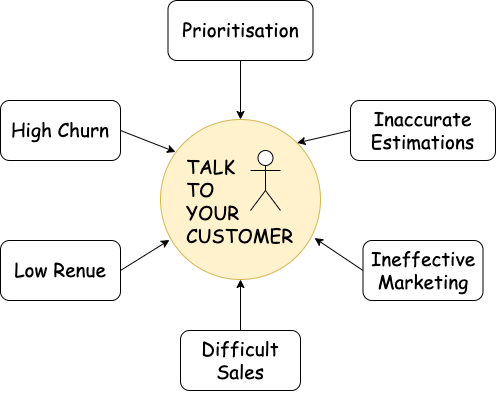 Prioritisation
High Churn
Inaccurate
Estimations
TALK
TO
YOUR
CUSTOMER
Low Renue
Ineffective
Marketing
Difficult
Sales